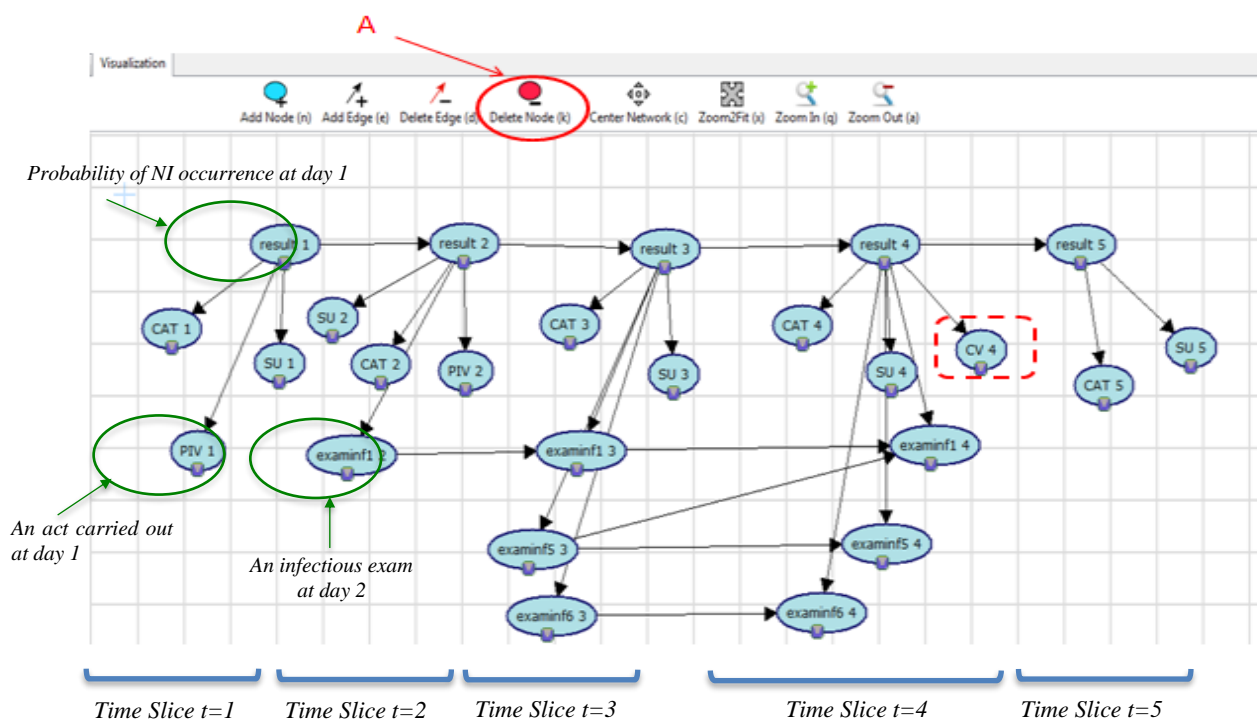 A
Visualization
Add Node (n) Add Edge (e) Delete Edge (d) Delete Node (k) Center Network (c) Zoom2Fit (s) Zoom In (q) Zoom Out (a)
Probability of NI occurrence at day 1
result 1
result 2
result 3
result 4
result 5
CAT 1
SU 1
SU 2
CAT 2
PIV 2
CAT 3
SU 3
CAT 4
SU 4
CV 4
CAT 5
SU 5
PIV 1
examinf1 2
examinf1 3
examinf1 4
An act carried out
at day 1
An infectious exam
at day 2
examinf5 3
examinf5 4
examinf6 3
examinf6 4
Time Slice t=1
Time Slice t=2
Time Slice t=3
Time Slice t=4
Time Slice t=5